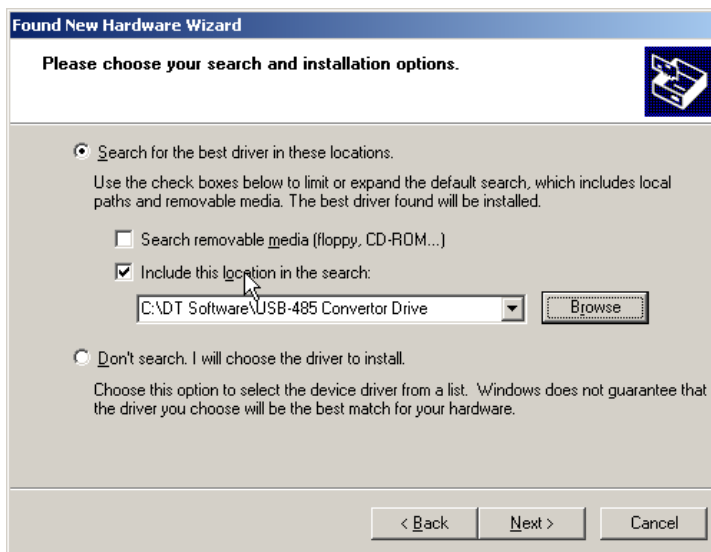 Found New Hardware Wizard
Please choose your search and installation options.
Search for the best driver in these locations.
Use the check boxes below to limit or expand the default search, which includes local
paths and removable media. The best driver found will be installed.
Search removable media (floppy, CD-ROM...)
Include this location in the search:
C:\DT Software\USB-485 Convertor Drive
Browse
Don't search. I will choose the driver to install.
Choose this option to select the device driver from a list. Windows does not guarantee that
the driver you choose will be the best match for your hardware.
< Back
Next >
Cancel